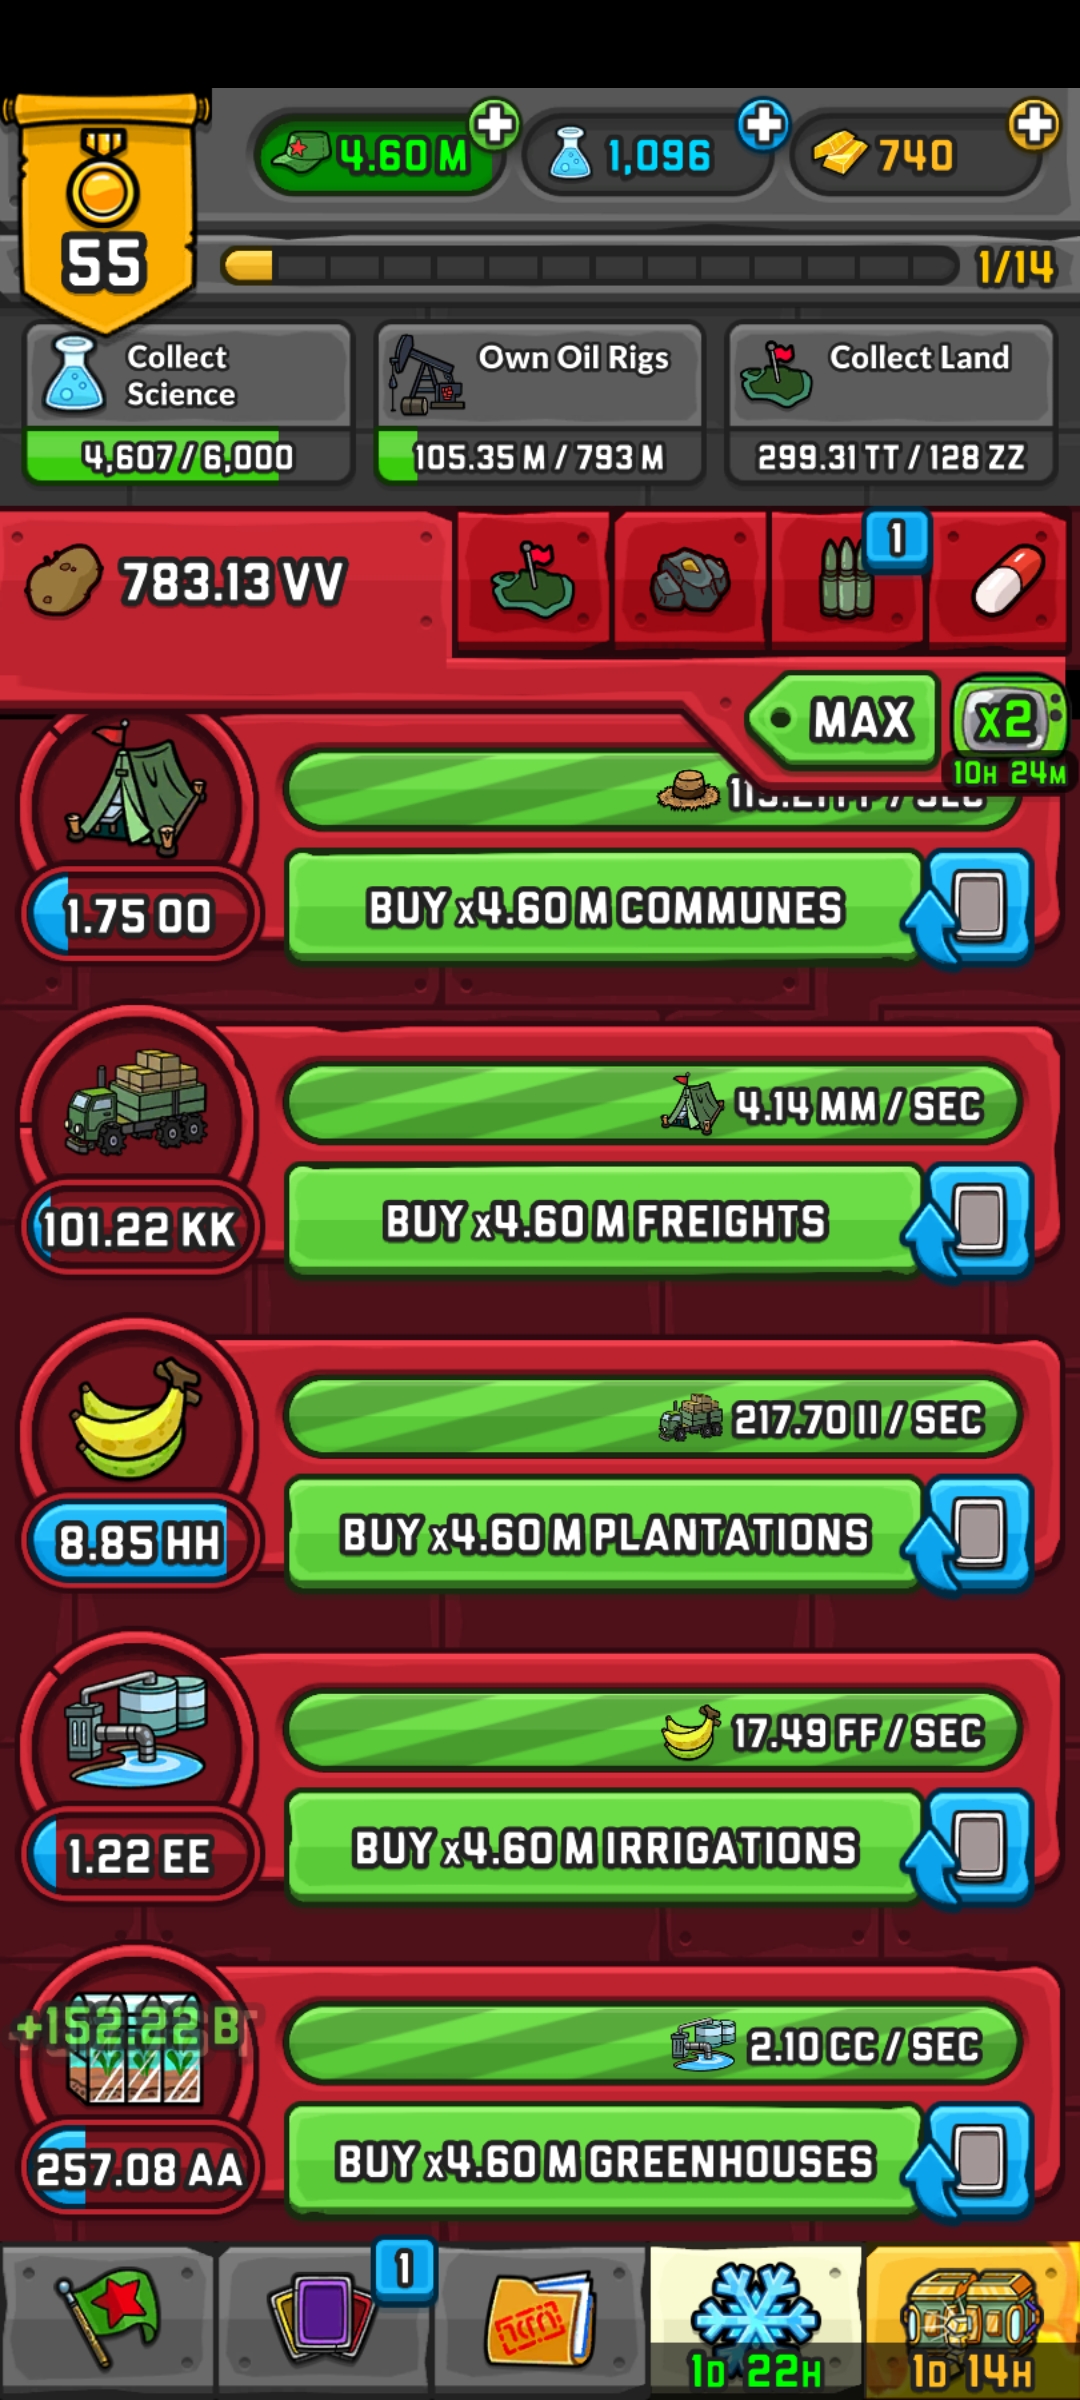 4.60 M
1,096
740
55
1/14
Collect
Science
4,607 / 6,000
Own Oil Rigs
105.35 M / 793 M
Collect Land
299.31 TT / 128 ZZ
783.13 VV
1
MAX
x2
10H 24M
/ SEC
1.75 OO
BUY x4.60 M COMMUNES
4.14 MM / SEC
101.22 KK
BUY x4.60 M FREIGHTS
217.70 II / SEC
8.85 HH
BUY x4.60 M PLANTATIONS
17.49 FF / SEC
1.22 EE
BUY x4.60 M IRRIGATIONS
+152.22 B
2.10 CC / SEC
257.08 AA
BUY x4.60 M GREENHOUSES
1
1D 22H
1D 14H